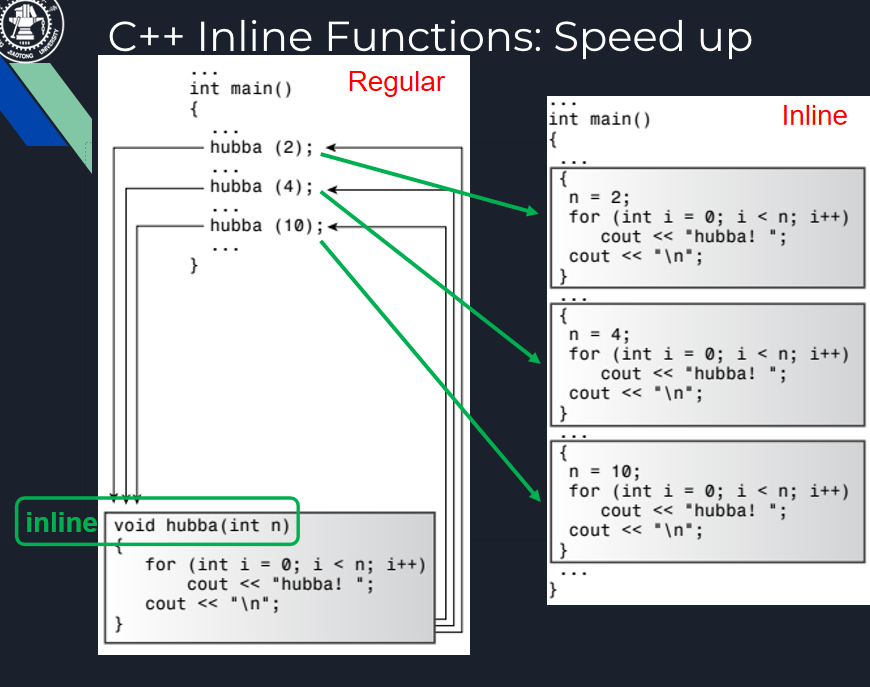 C++ Inline Functions: Speed up
JIAOTONG UNIVERSITY
Regular
...
int main()
{
...
hubba (2);
...
hubba (4);
...
hubba (10);
...
}
inline
void hubba(int n)
{
for (int i = 0; i < n; i++)
cout << "hubba! ";
cout << "\n";
}
Inline
...
int main()
{
...
{
n = 2;
for (int i = 0; i < n; i++)
cout << "hubba! ";
cout << "\n";
}
...
{
n = 4;
for (int i = 0; i < n; i++)
cout << "hubba! ";
cout << "\n";
}
...
{
n = 10;
for (int i = 0; i < n; i++)
cout << "hubba! ";
cout << "\n";
}
...
}